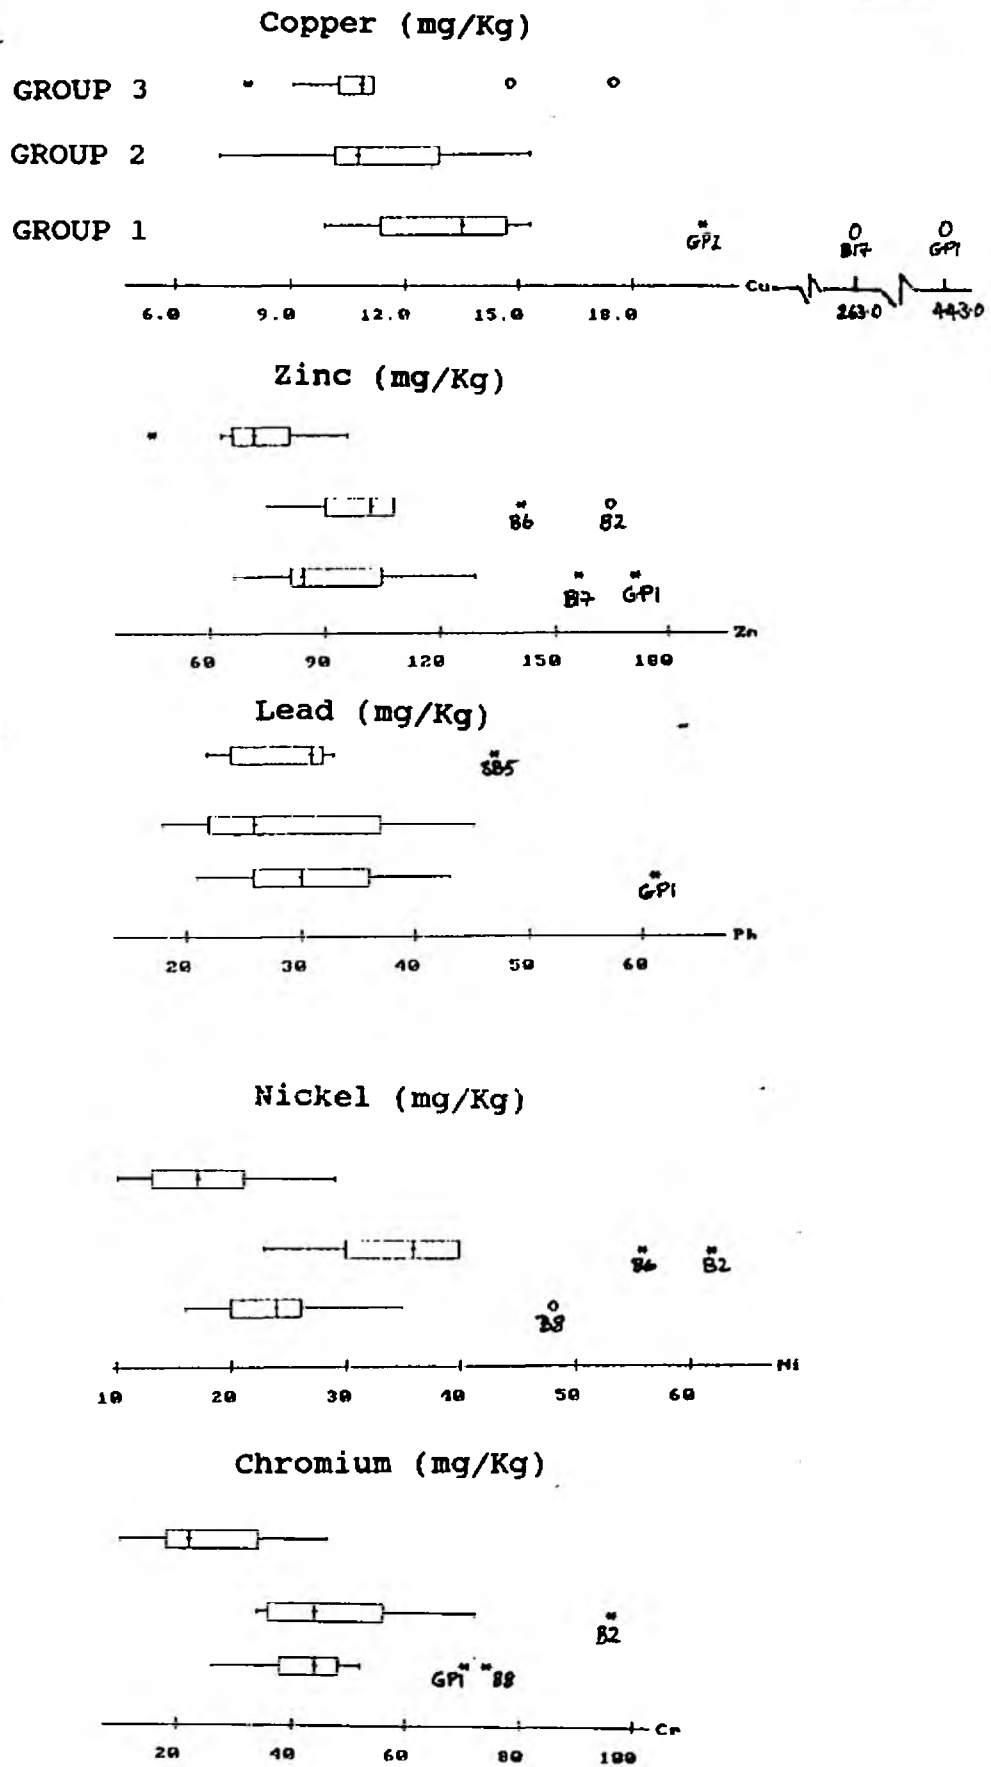 Copper (mg/Kg)
GROUP 3
GROUP 2
GROUP 1
GP2 B17 GP1
Cu
6.0 9.0 12.0 15.0 18.0 263.0 443.0
Zinc (mg/Kg)
B6 B2
B17 GP1
Zn
60 90 120 150 180
Lead (mg/Kg)
SB5
GP1
Pb
20 30 40 50 60
Nickel (mg/Kg)
B6 B2
B8
Ni
10 20 30 40 50 60
Chromium (mg/Kg)
B2
GP1 B8
Cr
20 40 60 80 100